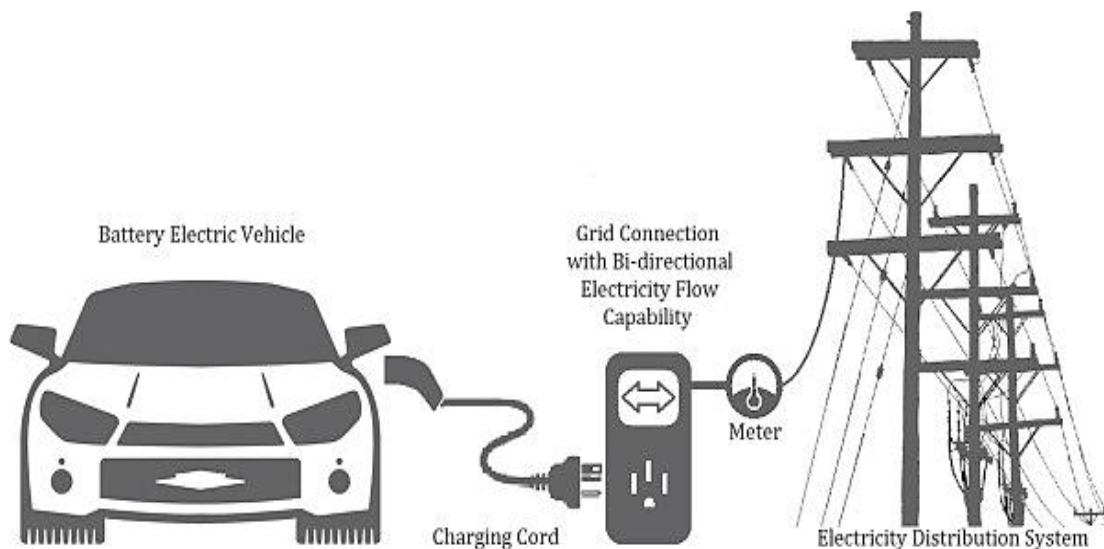 Battery Electric Vehicle
Grid Connection
with Bi-directional
Electricity Flow
Capability
Meter
Charging Cord
Electricity Distribution System